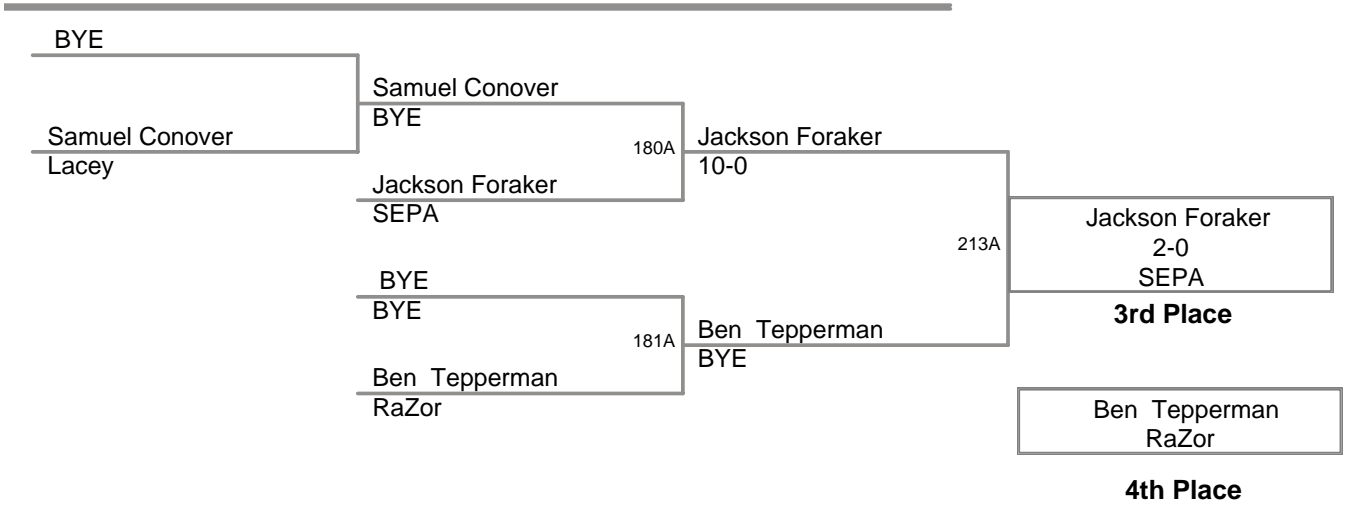 BYE
Samuel Conover
Lacey
Samuel Conover
BYE
180A
Jackson Foraker
SEPA
Jackson Foraker
10-0
BYE
BYE
181A
Ben Tepperman
RaZor
Ben Tepperman
BYE
213A
Jackson Foraker
2-0
SEPA
3rd Place
Ben Tepperman
RaZor
4th Place